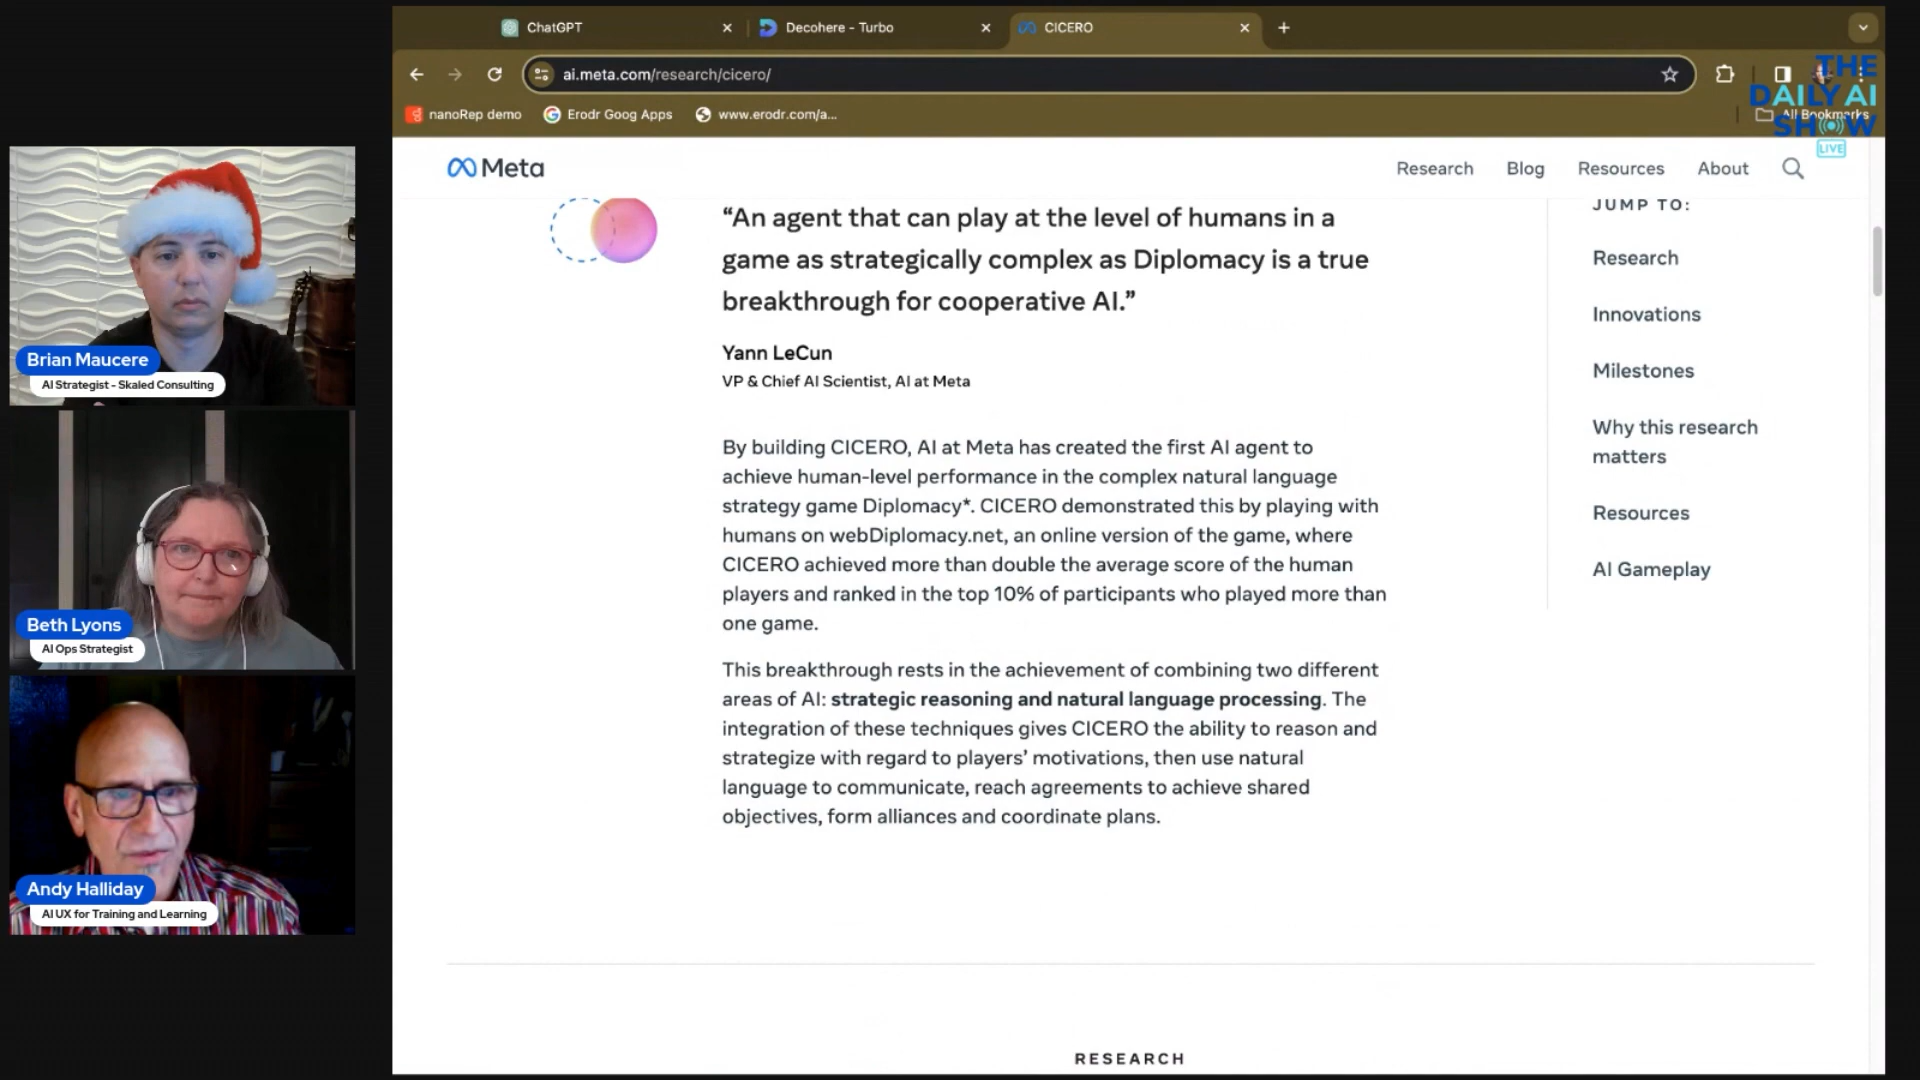 ChatGPT
Decohere - Turbo
CICERO
ai.meta.com/research/cicero/
nanoRep demo
Erodr Goog Apps
www.erodr.com/a...
All Bookmarks
THE
DAILY AI
SHOW
LIVE
Meta
Research
Blog
Resources
About
“An agent that can play at the level of humans in a
game as strategically complex as Diplomacy is a true
breakthrough for cooperative AI.”
Yann LeCun
VP & Chief AI Scientist, AI at Meta
By building CICERO, AI at Meta has created the first AI agent to
achieve human-level performance in the complex natural language
strategy game Diplomacy*. CICERO demonstrated this by playing with
humans on webDiplomacy.net, an online version of the game, where
CICERO achieved more than double the average score of the human
players and ranked in the top 10% of participants who played more than
one game.
This breakthrough rests in the achievement of combining two different
areas of AI: strategic reasoning and natural language processing. The
integration of these techniques gives CICERO the ability to reason and
strategize with regard to players’ motivations, then use natural
language to communicate, reach agreements to achieve shared
objectives, form alliances and coordinate plans.
JUMP TO:
Research
Innovations
Milestones
Why this research
matters
Resources
AI Gameplay
RESEARCH
Brian Maucere
AI Strategist - Skaled Consulting
Beth Lyons
AI Ops Strategist
Andy Halliday
AI UX for Training and Learning